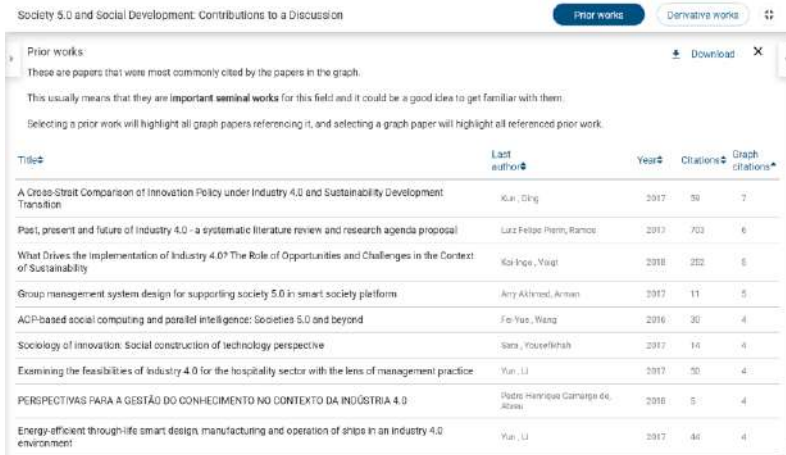 Society 5.0 and Social Development: Contributions to a Discussion
Prior works
Derivative works
Prior works
Download
These are papers that were most commonly cited by the papers in the graph.
This usually means that they are important seminal works for this field and it could be a good idea to get familiar with them.
Selecting a prior work will highlight all graph papers referencing it, and selecting a graph paper will highlight all referenced prior work.
Title Last author Year Citations Graph citations
A Cross-Strait Comparison of Innovation Policy under Industry 4.0 and Sustainability Development
Transition
Kun, Ding 2017 59 7
Past, present and future of Industry 4.0 - a systematic literature review and research agenda proposal Luiz Felipe Pierin, Ramos 2017 703 6
What Drives the Implementation of Industry 4.0? The Role of Opportunities and Challenges in the Context
of Sustainability
Kai-Ingo, Voigt 2018 252
Group management system design for supporting society 5.0 in smart society platform Arry Akhmad, Arman 2017 11 5
ACP-based social computing and parallel intelligence: Societies 5.0 and beyond Fei-Yue, Wang 2016 30 4
Sociology of innovation: Social construction of technology perspective Sara, Yousefikhah 2017 14 4
Examining the feasibilities of Industry 4.0 for the hospitality sector with the lens of management practice Yun, Li 2017 50 4
PERSPECTIVAS PARA A GESTÃO DO CONHECIMENTO NO CONTEXTO DA INDÚSTRIA 4.0 Pedro Henrique Camargo de, Abreu 2018 5 4
Energy-efficient through-life smart design, manufacturing and operation of ships in an industry 4.0
environment
Yun, Li 2017 44 4